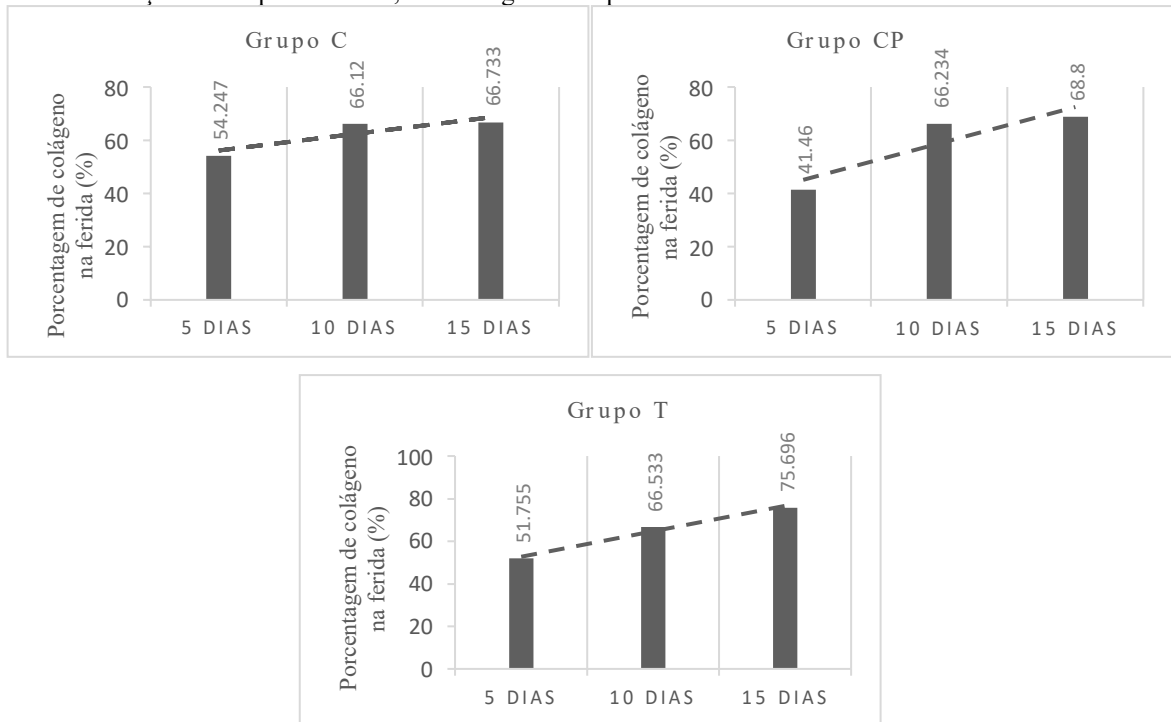 Grupo C
Porcentagem de colágeno
na ferida (%)
80
60
40
20
0
54.247
66.12
66.733
5 DIAS
10 DIAS
15 DIAS
Grupo CP
Porcentagem de colágeno
na ferida (%)
80
60
40
20
0
41.46
66.234
68.8
5 DIAS
10 DIAS
15 DIAS
Grupo T
Porcentagem de colágeno
na ferida (%)
100
80
60
40
20
0
51.755
66.533
75.696
5 DIAS
10 DIAS
15 DIAS